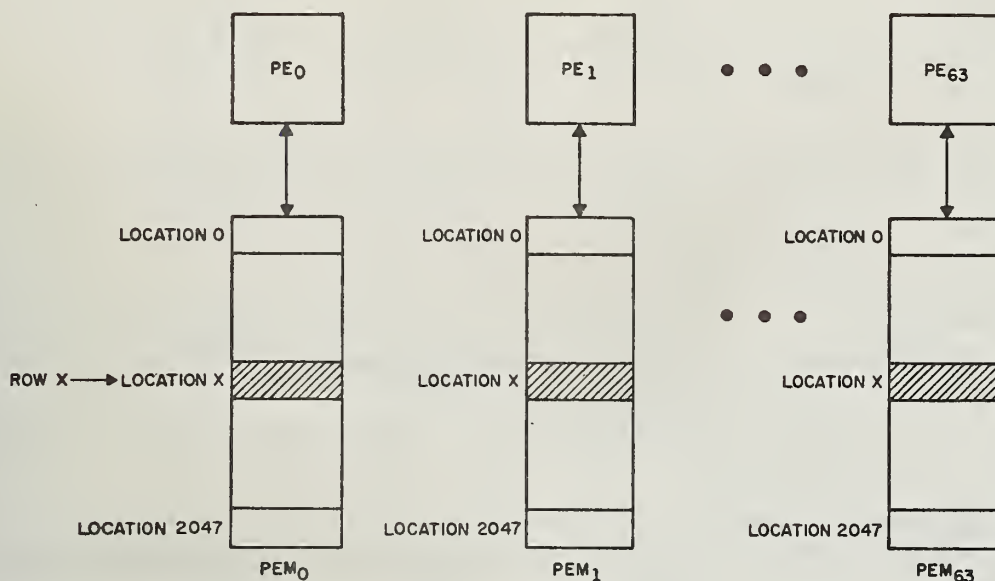 PE0 PE1 PE63
LOCATION 0 LOCATION 0 LOCATION 0
ROW X LOCATION X LOCATION X LOCATION X
LOCATION 2047 LOCATION 2047 LOCATION 2047
PEM0 PEM1 PEM63